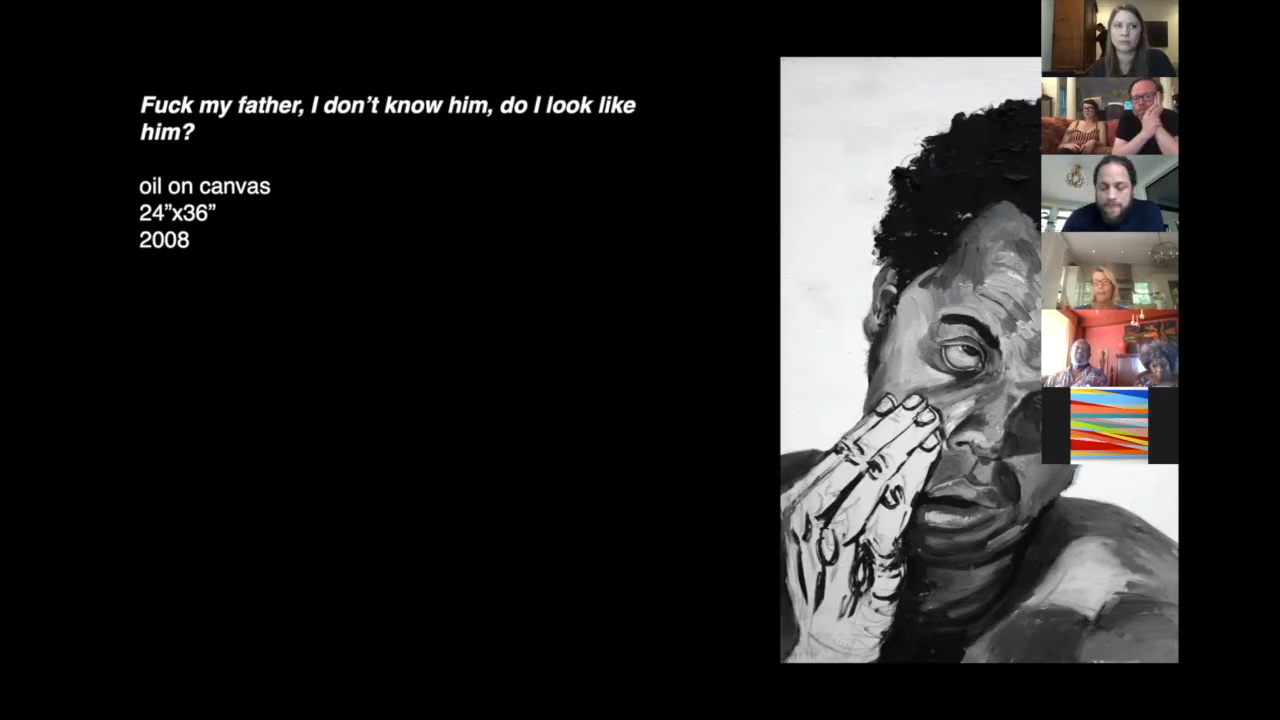 Fuck my father, I don’t know him, do I look like
him?
oil on canvas
24”x36”
2008